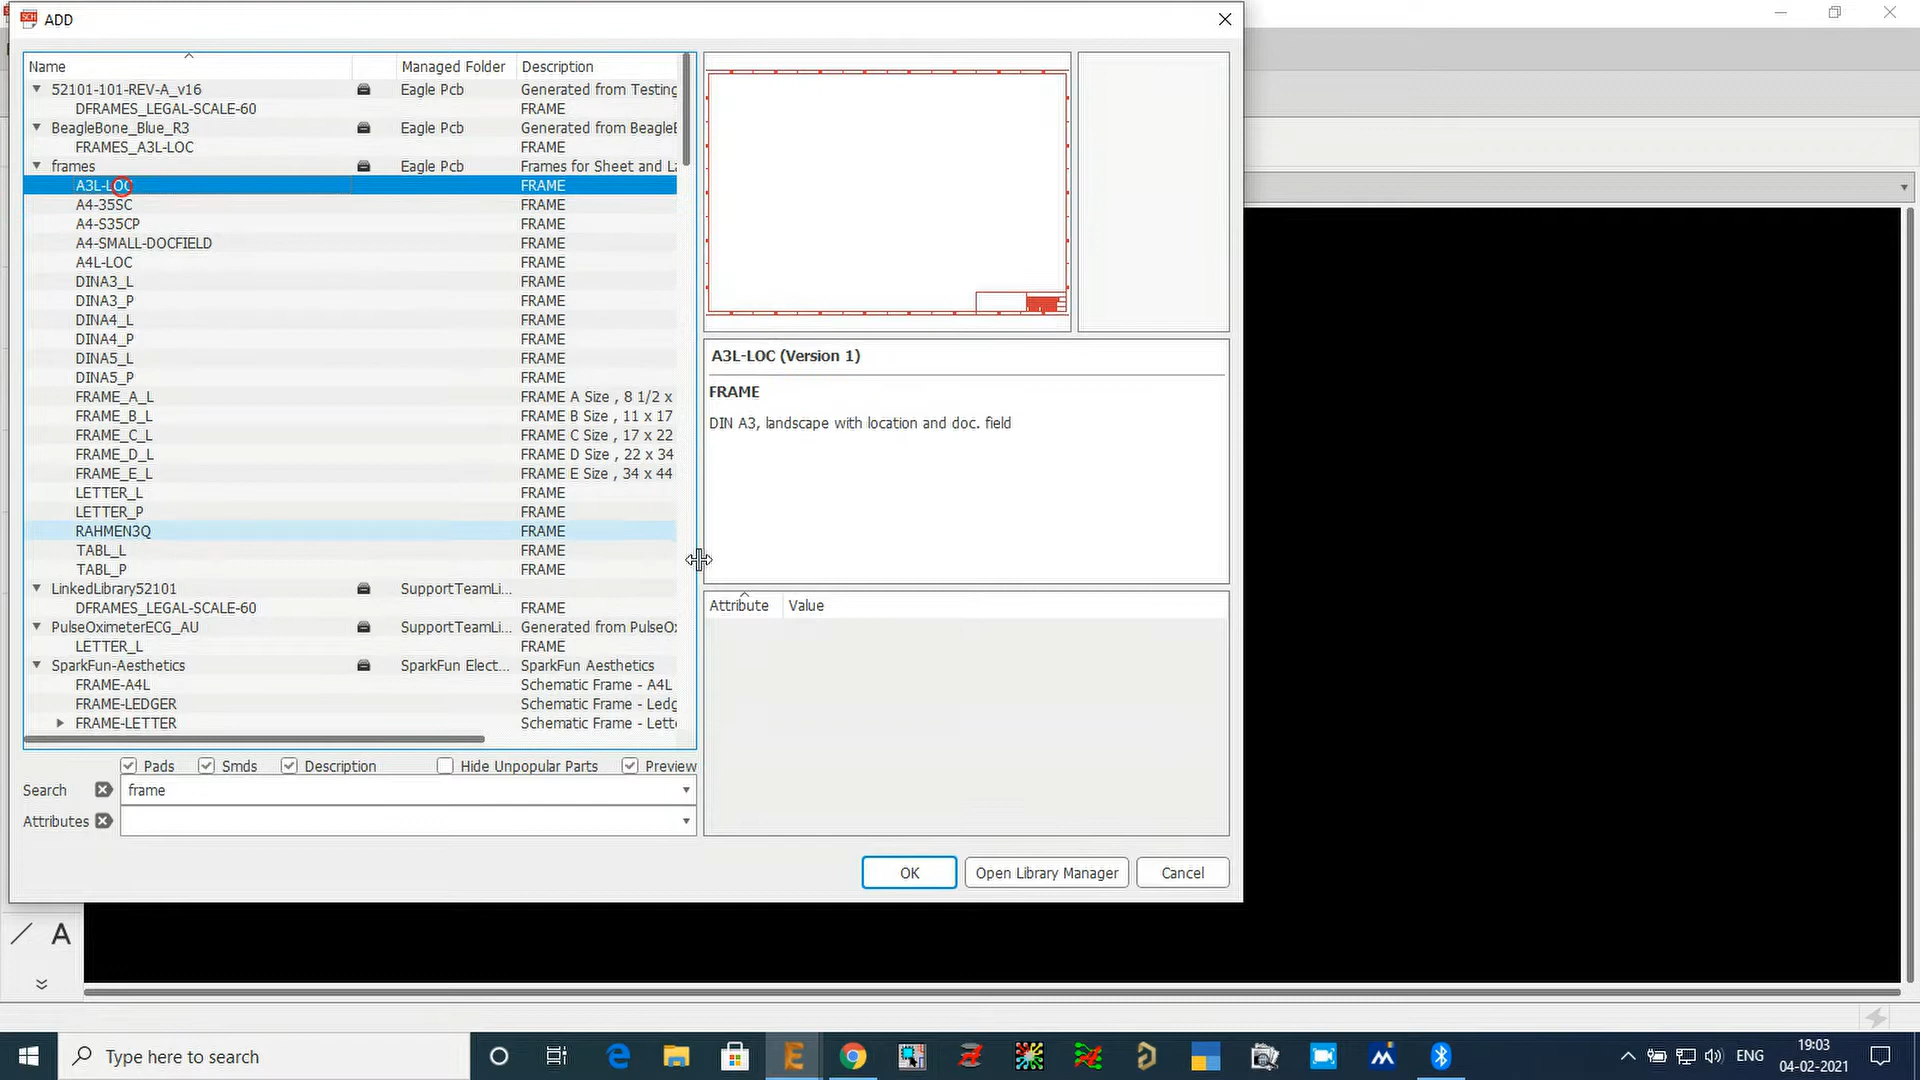 ADD
Name Managed Folder Description
52101-101-REV-A_v16 Eagle Pcb Generated from Testing
DFRAMES_LEGAL-SCALE-60 FRAME
BeagleBone_Blue_R3 Eagle Pcb Generated from Beagle
FRAMES_A3L-LOC FRAME
frames Eagle Pcb Frames for Sheet and
A3L-LOC FRAME
A4-35SC FRAME
A4-S35CP FRAME
A4-SMALL-DOCFIELD FRAME
A4L-LOC FRAME
DINA3_L FRAME
DINA3_P FRAME
DINA4_L FRAME
DINA4_P FRAME
DINA5_L FRAME
DINA5_P FRAME
FRAME_A_L FRAME A Size , 8 1/2 x
FRAME_B_L FRAME B Size , 11 x 17
FRAME_C_L FRAME C Size , 17 x 22
FRAME_D_L FRAME D Size , 22 x 34
FRAME_E_L FRAME E Size , 34 x 44
LETTER_L FRAME
LETTER_P FRAME
RAHMEN3Q FRAME
TABL_L FRAME
TABL_P FRAME
LinkedLibrary52101 SupportTeamLi...
DFRAMES_LEGAL-SCALE-60 FRAME
PulseOximeterECG_AU SupportTeamLi... Generated from PulseOx
LETTER_L FRAME
SparkFun-Aesthetics SparkFun Elect... SparkFun Aesthetics
FRAME-A4L Schematic Frame - A4L
FRAME-LEDGER Schematic Frame - Ledg
FRAME-LETTER Schematic Frame - Lette
Pads Smds Description Hide Unpopular Parts Preview
Search frame
Attributes
A3L-LOC (Version 1)
FRAME
DIN A3, landscape with location and doc. field
Attribute Value
OK Open Library Manager Cancel
A
Type here to search
ENG
19:03
04-02-2021